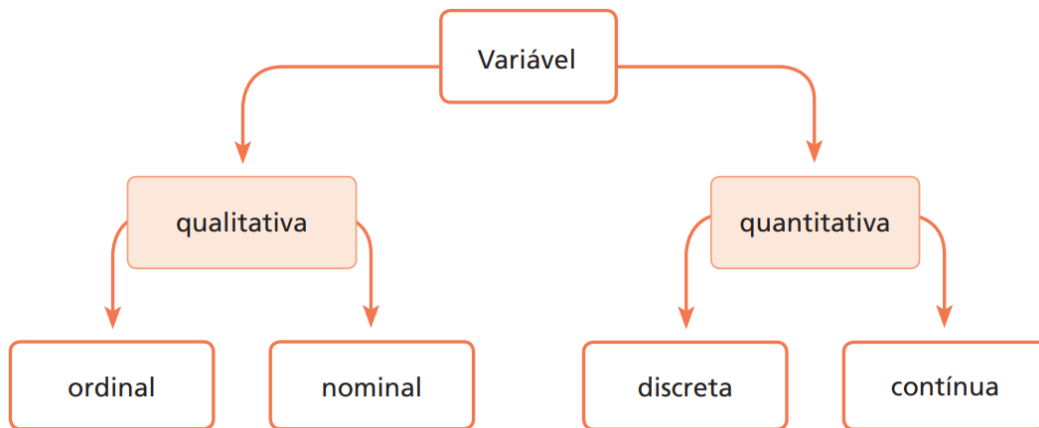 Variável
qualitativa
quantitativa
ordinal
nominal
discreta
contínua